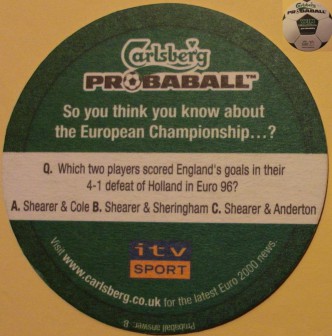 Carlsberg
PROBABALL™
So you think you know about
the European Championship...?
Q. Which two players scored England's goals in their
4-1 defeat of Holland in Euro 96?
A. Shearer & Cole B. Shearer & Sheringham C. Shearer & Anderton
itv
SPORT
Visit www.carlsberg.co.uk for the latest Euro 2000 news.
Probaball answer: B